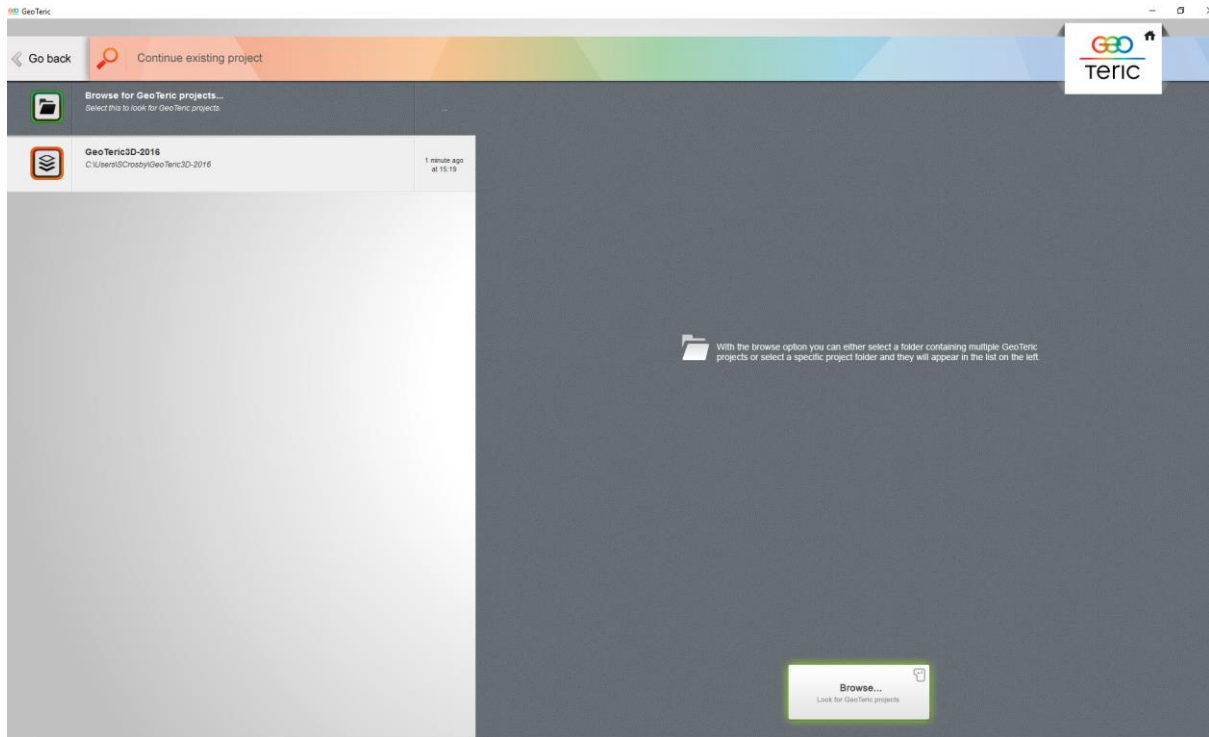 GeoTeric
Go back
Continue existing project
GEO
TERIC
Browse for GeoTeric projects...
Select this to look for GeoTeric projects.
...
GeoTeric3D-2016
C:\Users\SCrosby\GeoTeric3D-2016
1 minute ago
at 15:19
With the browse option you can either select a folder containing multiple GeoTeric
projects or select a specific project folder and they will appear in the list on the left.
Browse...
Look for GeoTeric projects